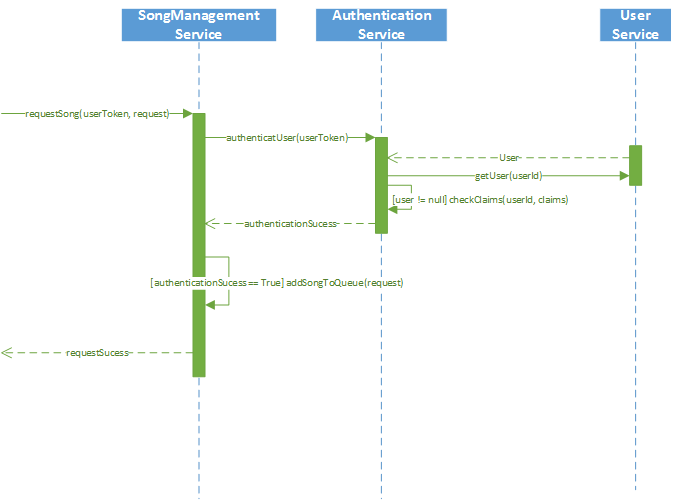 SongManagement
Service
Authentication
Service
User
Service
requestSong(userToken, request)
authenticatUser(userToken)
User
getUser(userId)
[user != null] checkClaims(userId, claims)
authenticationSucess
[authenticationSucess== True] addSongToQueue(request)
requestSucess